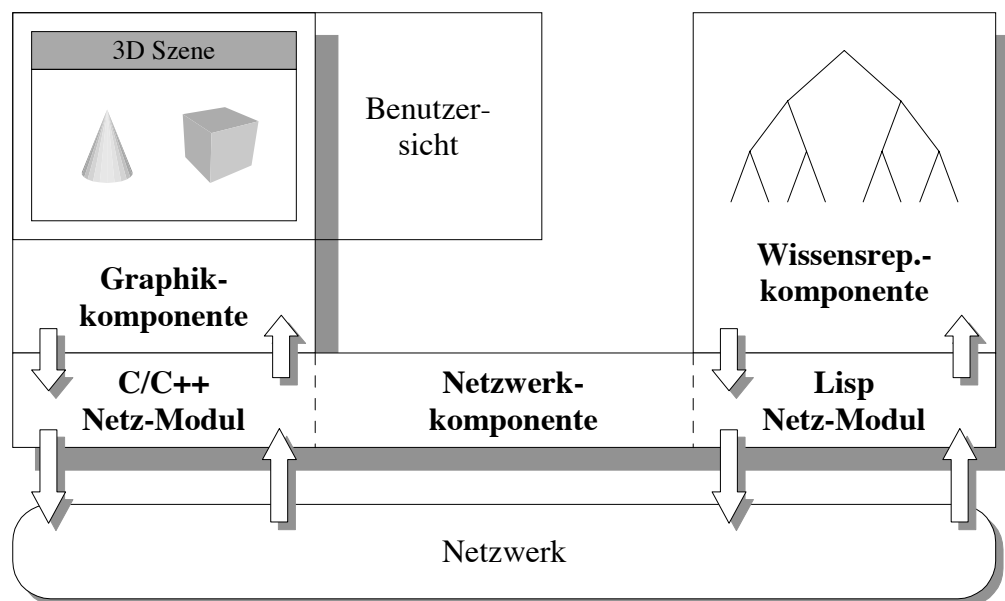 3D Szene
Benutzer-
sicht
Graphik-
komponente
Wissensrep.-
komponente
C/C++
Netz-Modul
Netzwerk-
komponente
Lisp
Netz-Modul
Netzwerk